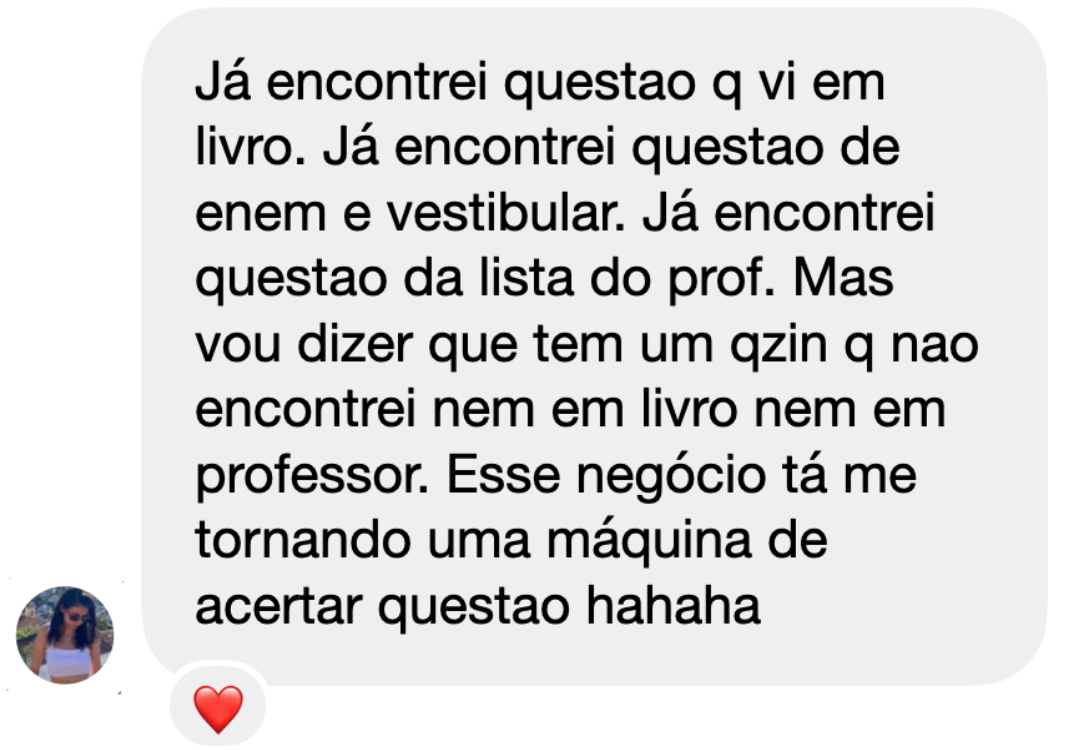 Já encontrei questao q vi em
livro. Já encontrei questao de
enem e vestibular. Já encontrei
questao da lista do prof. Mas
vou dizer que tem um qzin q nao
encontrei nem em livro nem em
professor. Esse negócio tá me
tornando uma máquina de
acertar questao hahaha